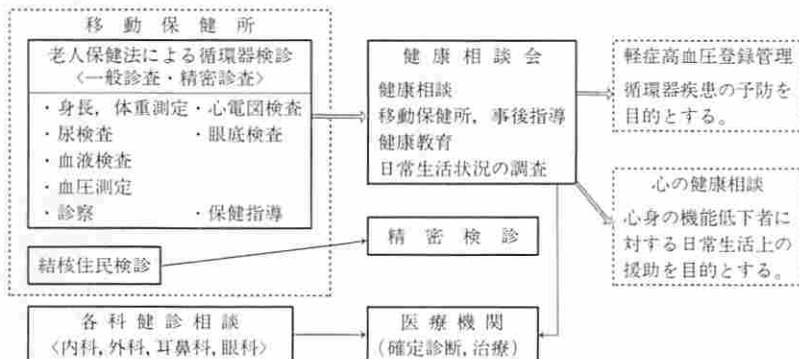 移動保健所
老人保健法による循環器検診
〈一般診査・精密診査〉
・身長，体重測定・心電図検査
・尿検査　・眼底検査
・血液検査
・血圧測定
・診察　・保健指導
結核住民検診
健康相談会
健康相談
移動保健所，事後指導
健康教育
日常生活状況の調査
精密検診
軽症高血圧登録管理
循環器疾患の予防を
目的とする。
心の健康相談
心身の機能低下者に
対する日常生活上の
援助を目的とする。
各科健診相談
〈内科,外科,耳鼻科,眼科〉
医療機関
(確定診断,治療)